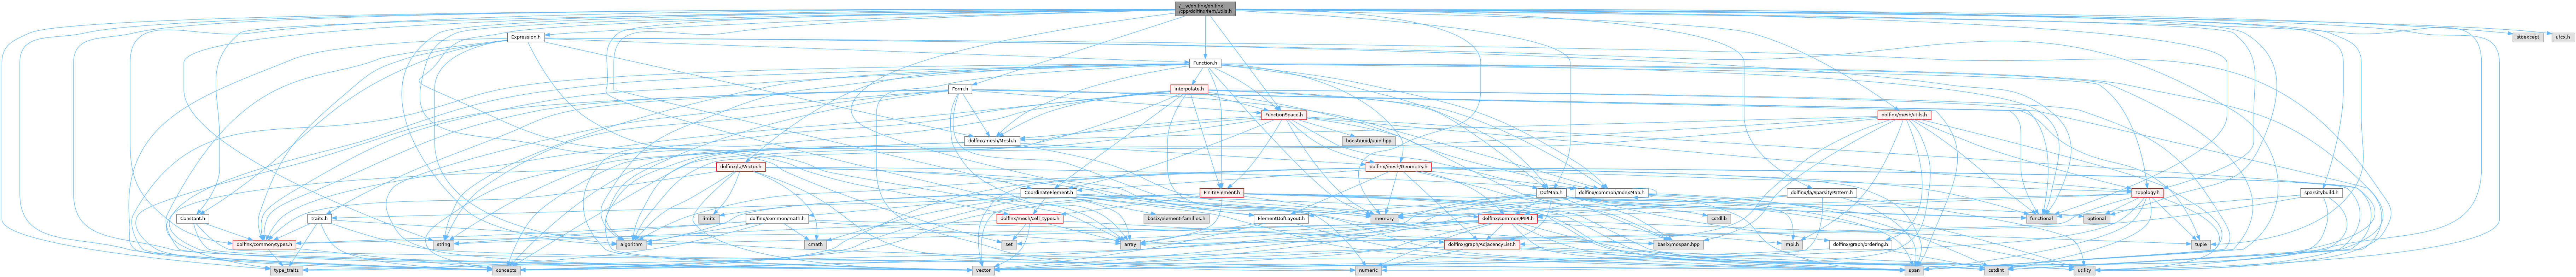 /__w/dolfinx/dolfinx
/cpp/dolfinx/fem/utils.h
Expression.h
stdexcept
ufcx.h
Function.h
Form.h
interpolate.h
FunctionSpace.h
dolfinx/mesh/utils.h
dolfinx/mesh/Mesh.h
boost/uuid/uuid.hpp
dolfinx/la/Vector.h
dolfinx/mesh/Geometry.h
CoordinateElement.h
FiniteElement.h
DofMap.h
dolfinx/common/IndexMap.h
dolfinx/la/SparsityPattern.h
Topology.h
sparsitybuild.h
Constant.h
traits.h
limits
dolfinx/common/math.h
dolfinx/mesh/cell_types.h
basix/element-families.h
ElementDofLayout.h
memory
dolfinx/common/MPI.h
cstdlib
functional
optional
dolfinx/common/types.h
string
algorithm
cmath
set
array
dolfinx/graph/AdjacencyList.h
basix/mdspan.hpp
mpi.h
dolfinx/graph/ordering.h
tuple
type_traits
concepts
vector
numeric
span
cstdint
utility